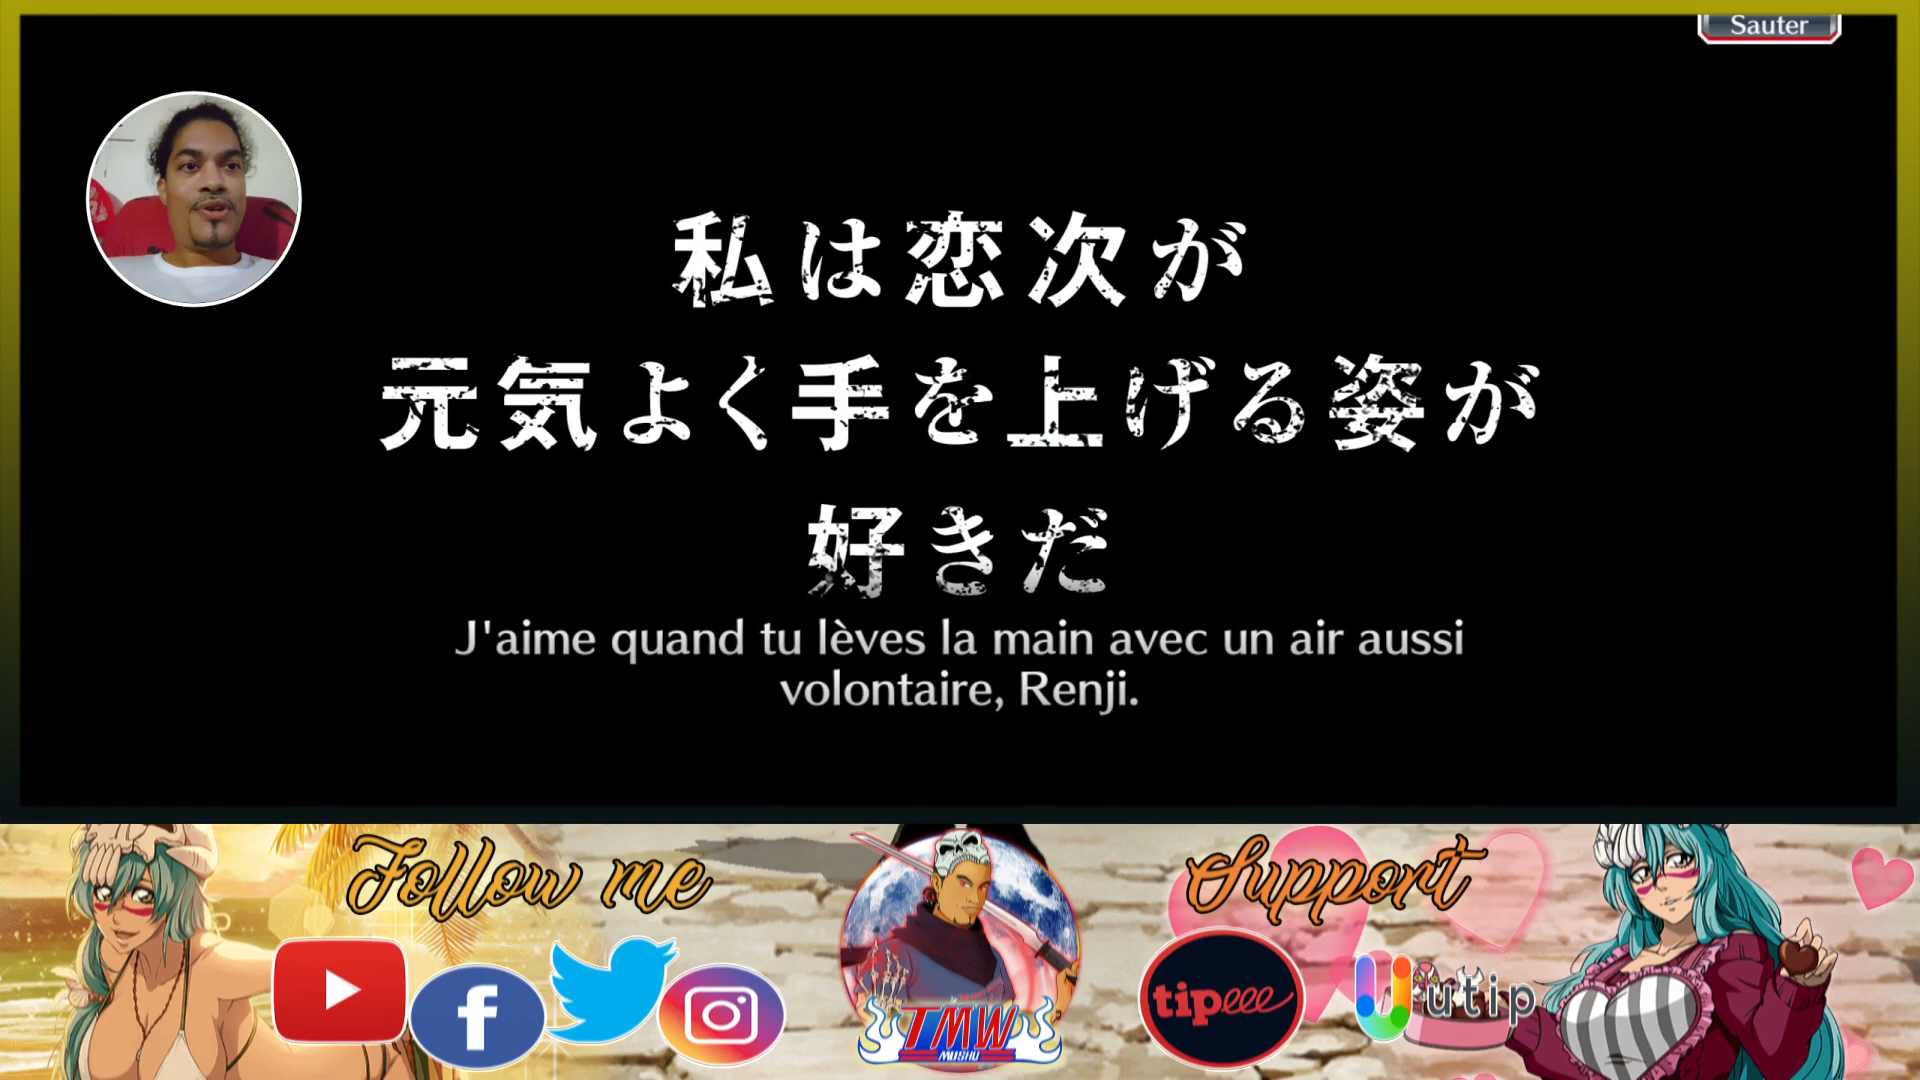 Sauter
私は恋次が
元気よく手を上げる姿が
好きだ
J'aime quand tu lèves la main avec un air aussi
volontaire, Renji.
Follow me
Support
tipeee
utip
TMW
MUSHU